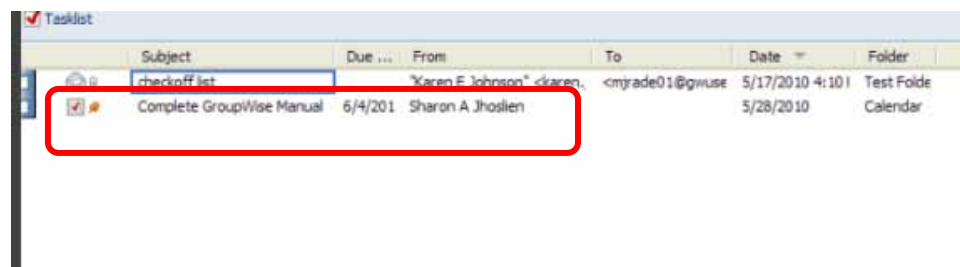 Tasklist
Subject Due ... From To Date Folder
checkoff list "Karen E Johnson" <karen, <mjrade01@gwuse 5/17/2010 4:10 Test Folde
Complete GroupWise Manual 6/4/201 Sharon A Jhoslien 5/28/2010 Calendar